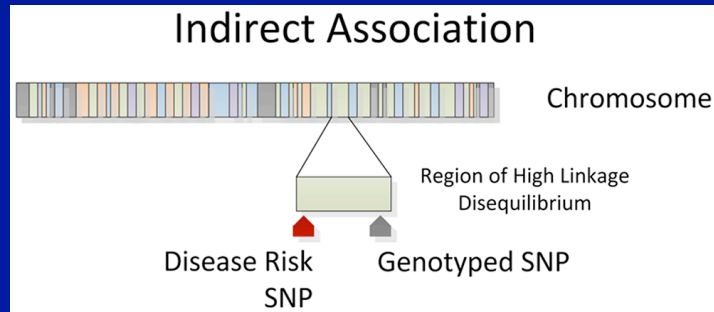 Indirect Association
Chromosome
Region of High Linkage
Disequilibrium
Disease Risk
SNP
Genotyped SNP